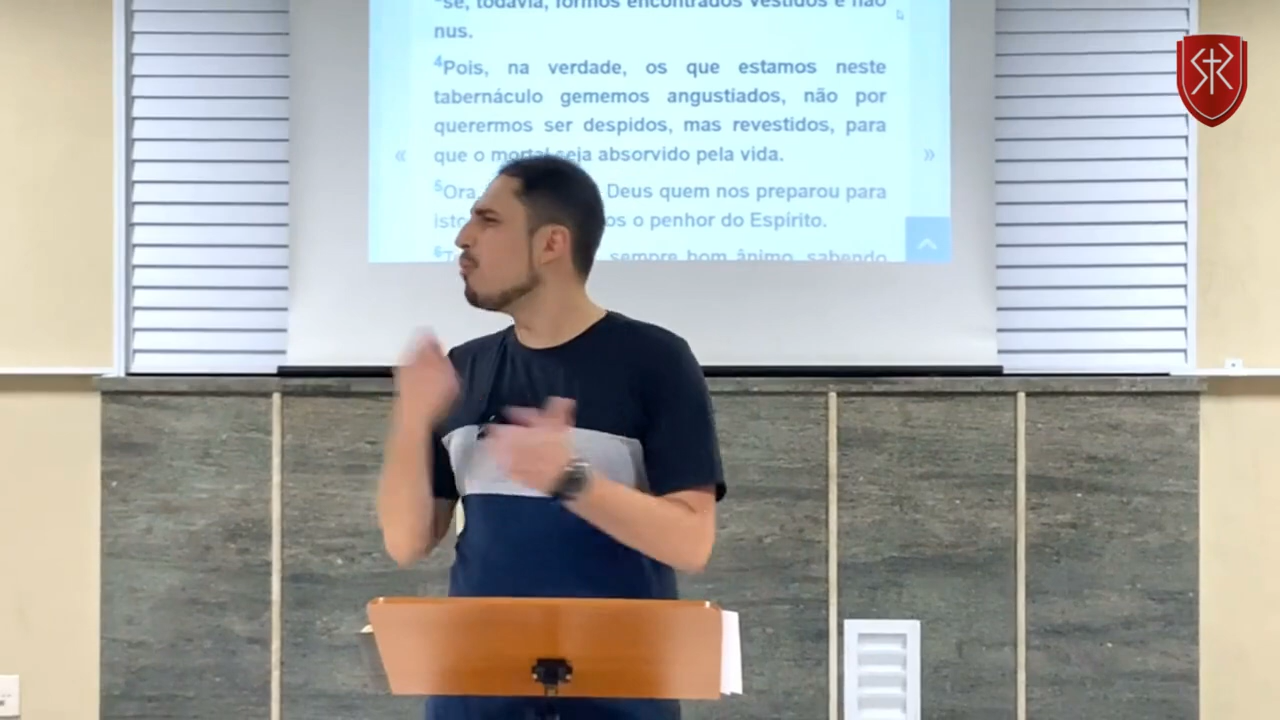 se, todavia, formos encontrados vestidos e não
nus.
4Pois, na verdade, os que estamos neste
tabernáculo gememos angustiados, não por
querermos ser despidos, mas revestidos, para
que o mortal seja absorvido pela vida.
5Ora Deus quem nos preparou para
isto os o penhor do Espírito.
6 sempre bom ânimo, sabendo